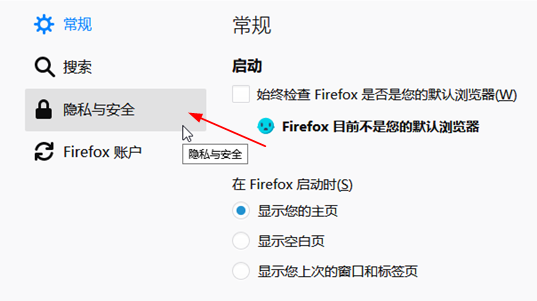 常规
搜索
隐私与安全
Firefox 账户
隐私与安全
常规
启动
始终检查 Firefox 是否是您的默认浏览器(W)
Firefox 目前不是您的默认浏览器
在 Firefox 启动时(S)
显示您的主页
显示空白页
显示您上次的窗口和标签页